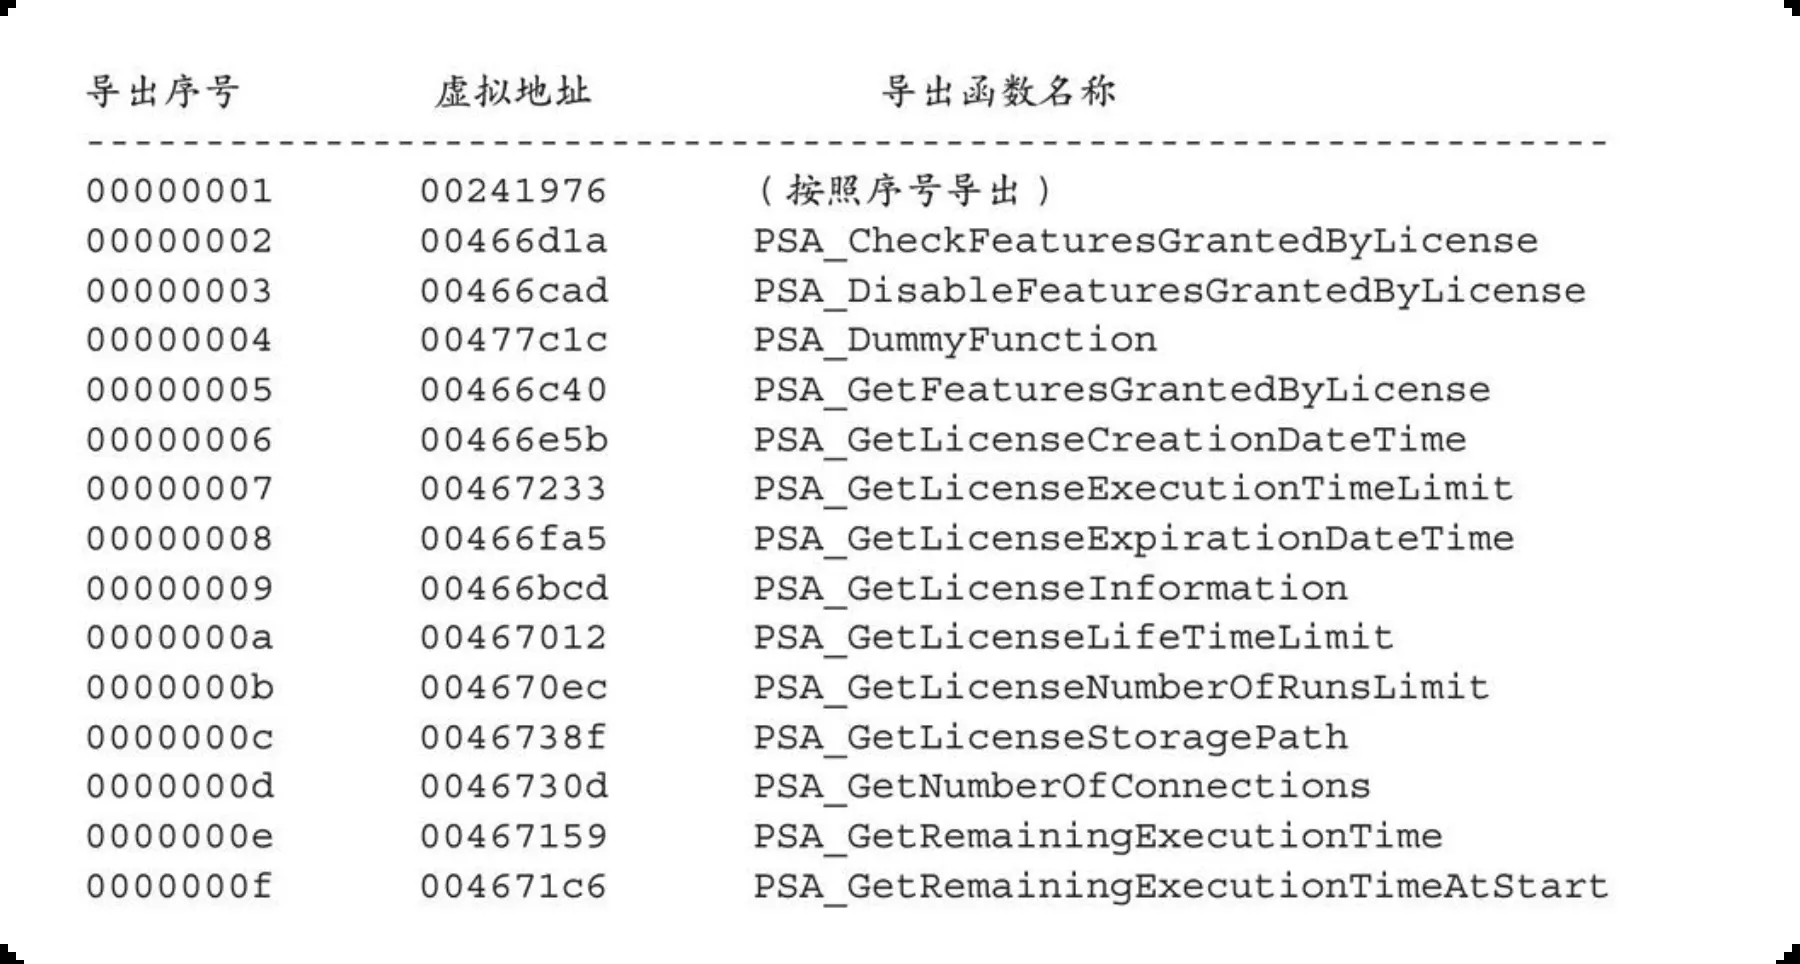 导出序号 虚拟地址 导出函数名称
----------------------------------------------------------------
00000001 00241976 (按照序号导出)
00000002 00466d1a PSA_CheckFeaturesGrantedByLicense
00000003 00466cad PSA_DisableFeaturesGrantedByLicense
00000004 00477c1c PSA_DummyFunction
00000005 00466c40 PSA_GetFeaturesGrantedByLicense
00000006 00466e5b PSA_GetLicenseCreationDateTime
00000007 00467233 PSA_GetLicenseExecutionTimeLimit
00000008 00466fa5 PSA_GetLicenseExpirationDateTime
00000009 00466bcd PSA_GetLicenseInformation
0000000a 00467012 PSA_GetLicenseLifeTimeLimit
0000000b 004670ec PSA_GetLicenseNumberOfRunsLimit
0000000c 0046738f PSA_GetLicenseStoragePath
0000000d 0046730d PSA_GetNumberOfConnections
0000000e 00467159 PSA_GetRemainingExecutionTime
0000000f 004671c6 PSA_GetRemainingExecutionTimeAtStart